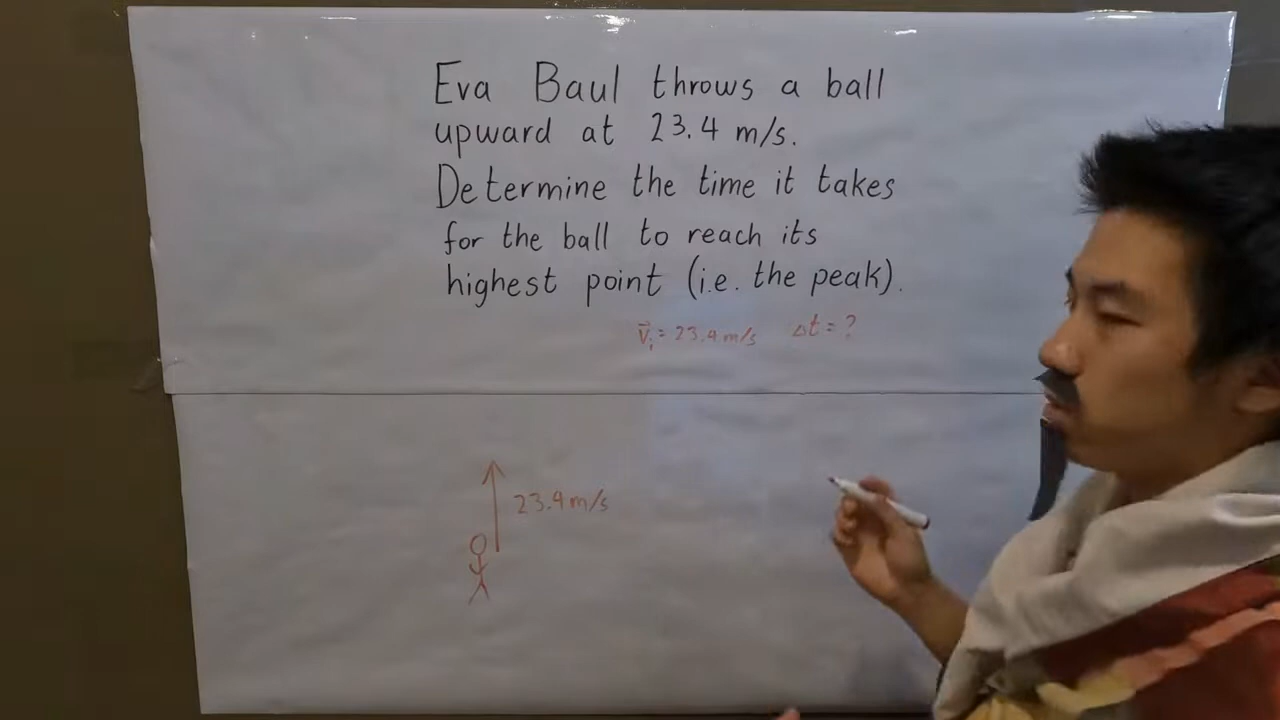 Eva Baul throws a ball
upward at 23.4 m/s.
Determine the time it takes
for the ball to reach its
highest point (i.e. the peak).
v⃗ᵢ = 23.4 m/s Δt = ?
23.4 m/s